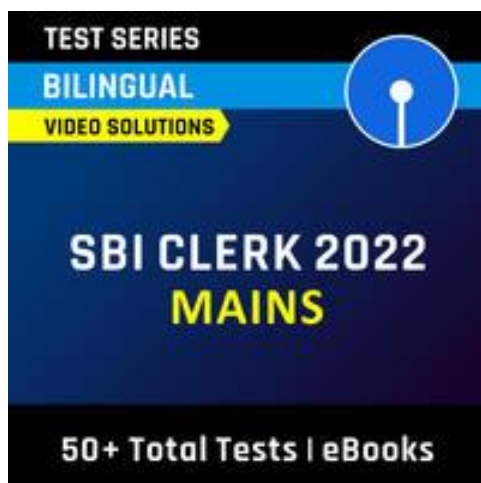 TEST SERIES
BILINGUAL
VIDEO SOLUTIONS
SBI CLERK 2022
MAINS
50+ Total Tests | eBooks